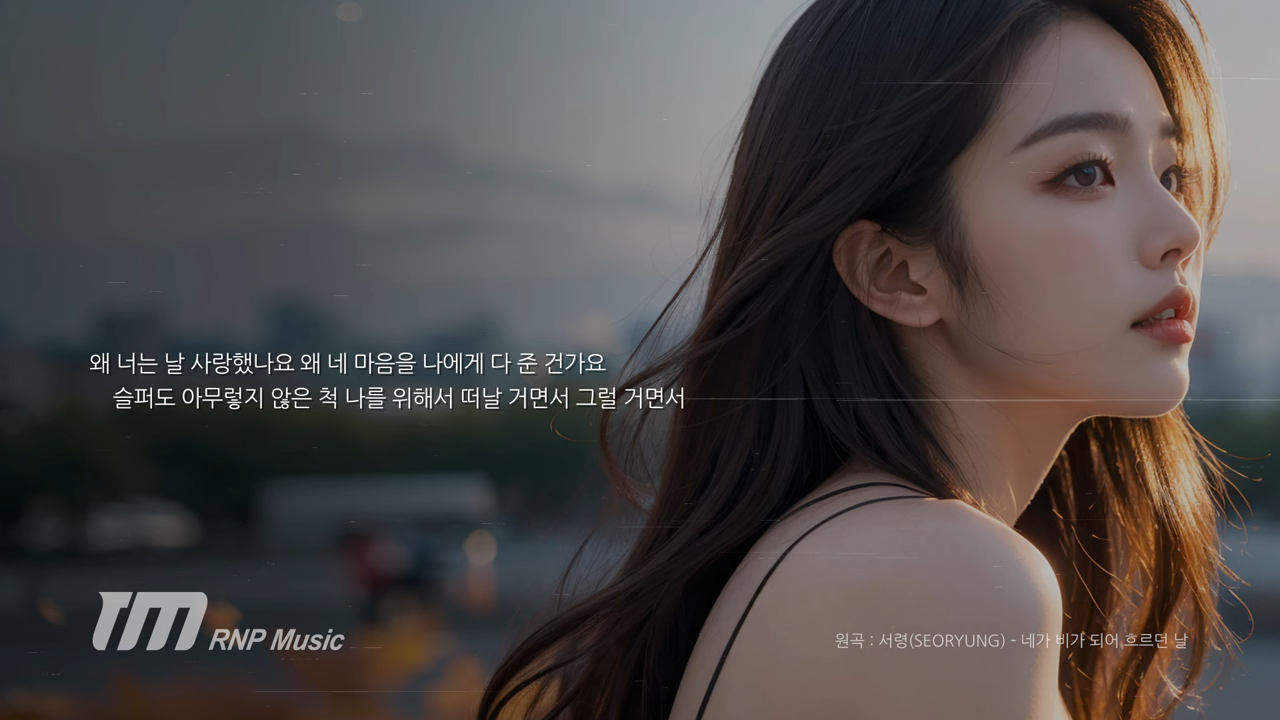 왜 너는 날 사랑했나요 왜 네 마음을 나에게 다 준 건가요
슬퍼도 아무렇지 않은 척 나를 위해서 떠날 거면서 그럴 거면서
RNP Music
원곡 : 서령(SEORYUNG) - 네가 비가 되어 흐르던 날